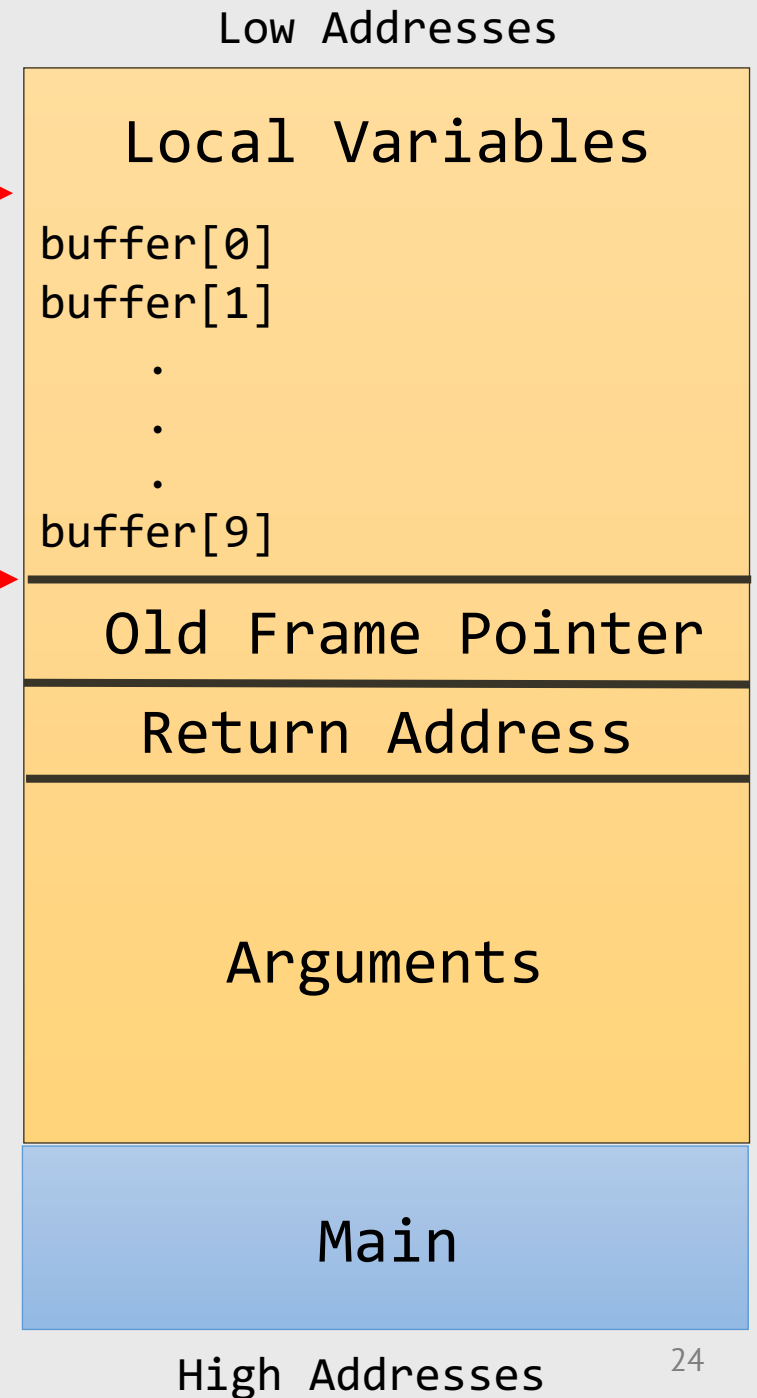 Low Addresses
Local Variables
buffer[0]
buffer[1]
.
.
.
buffer[9]
Old Frame Pointer
Return Address
Arguments
Main
High Addresses
24